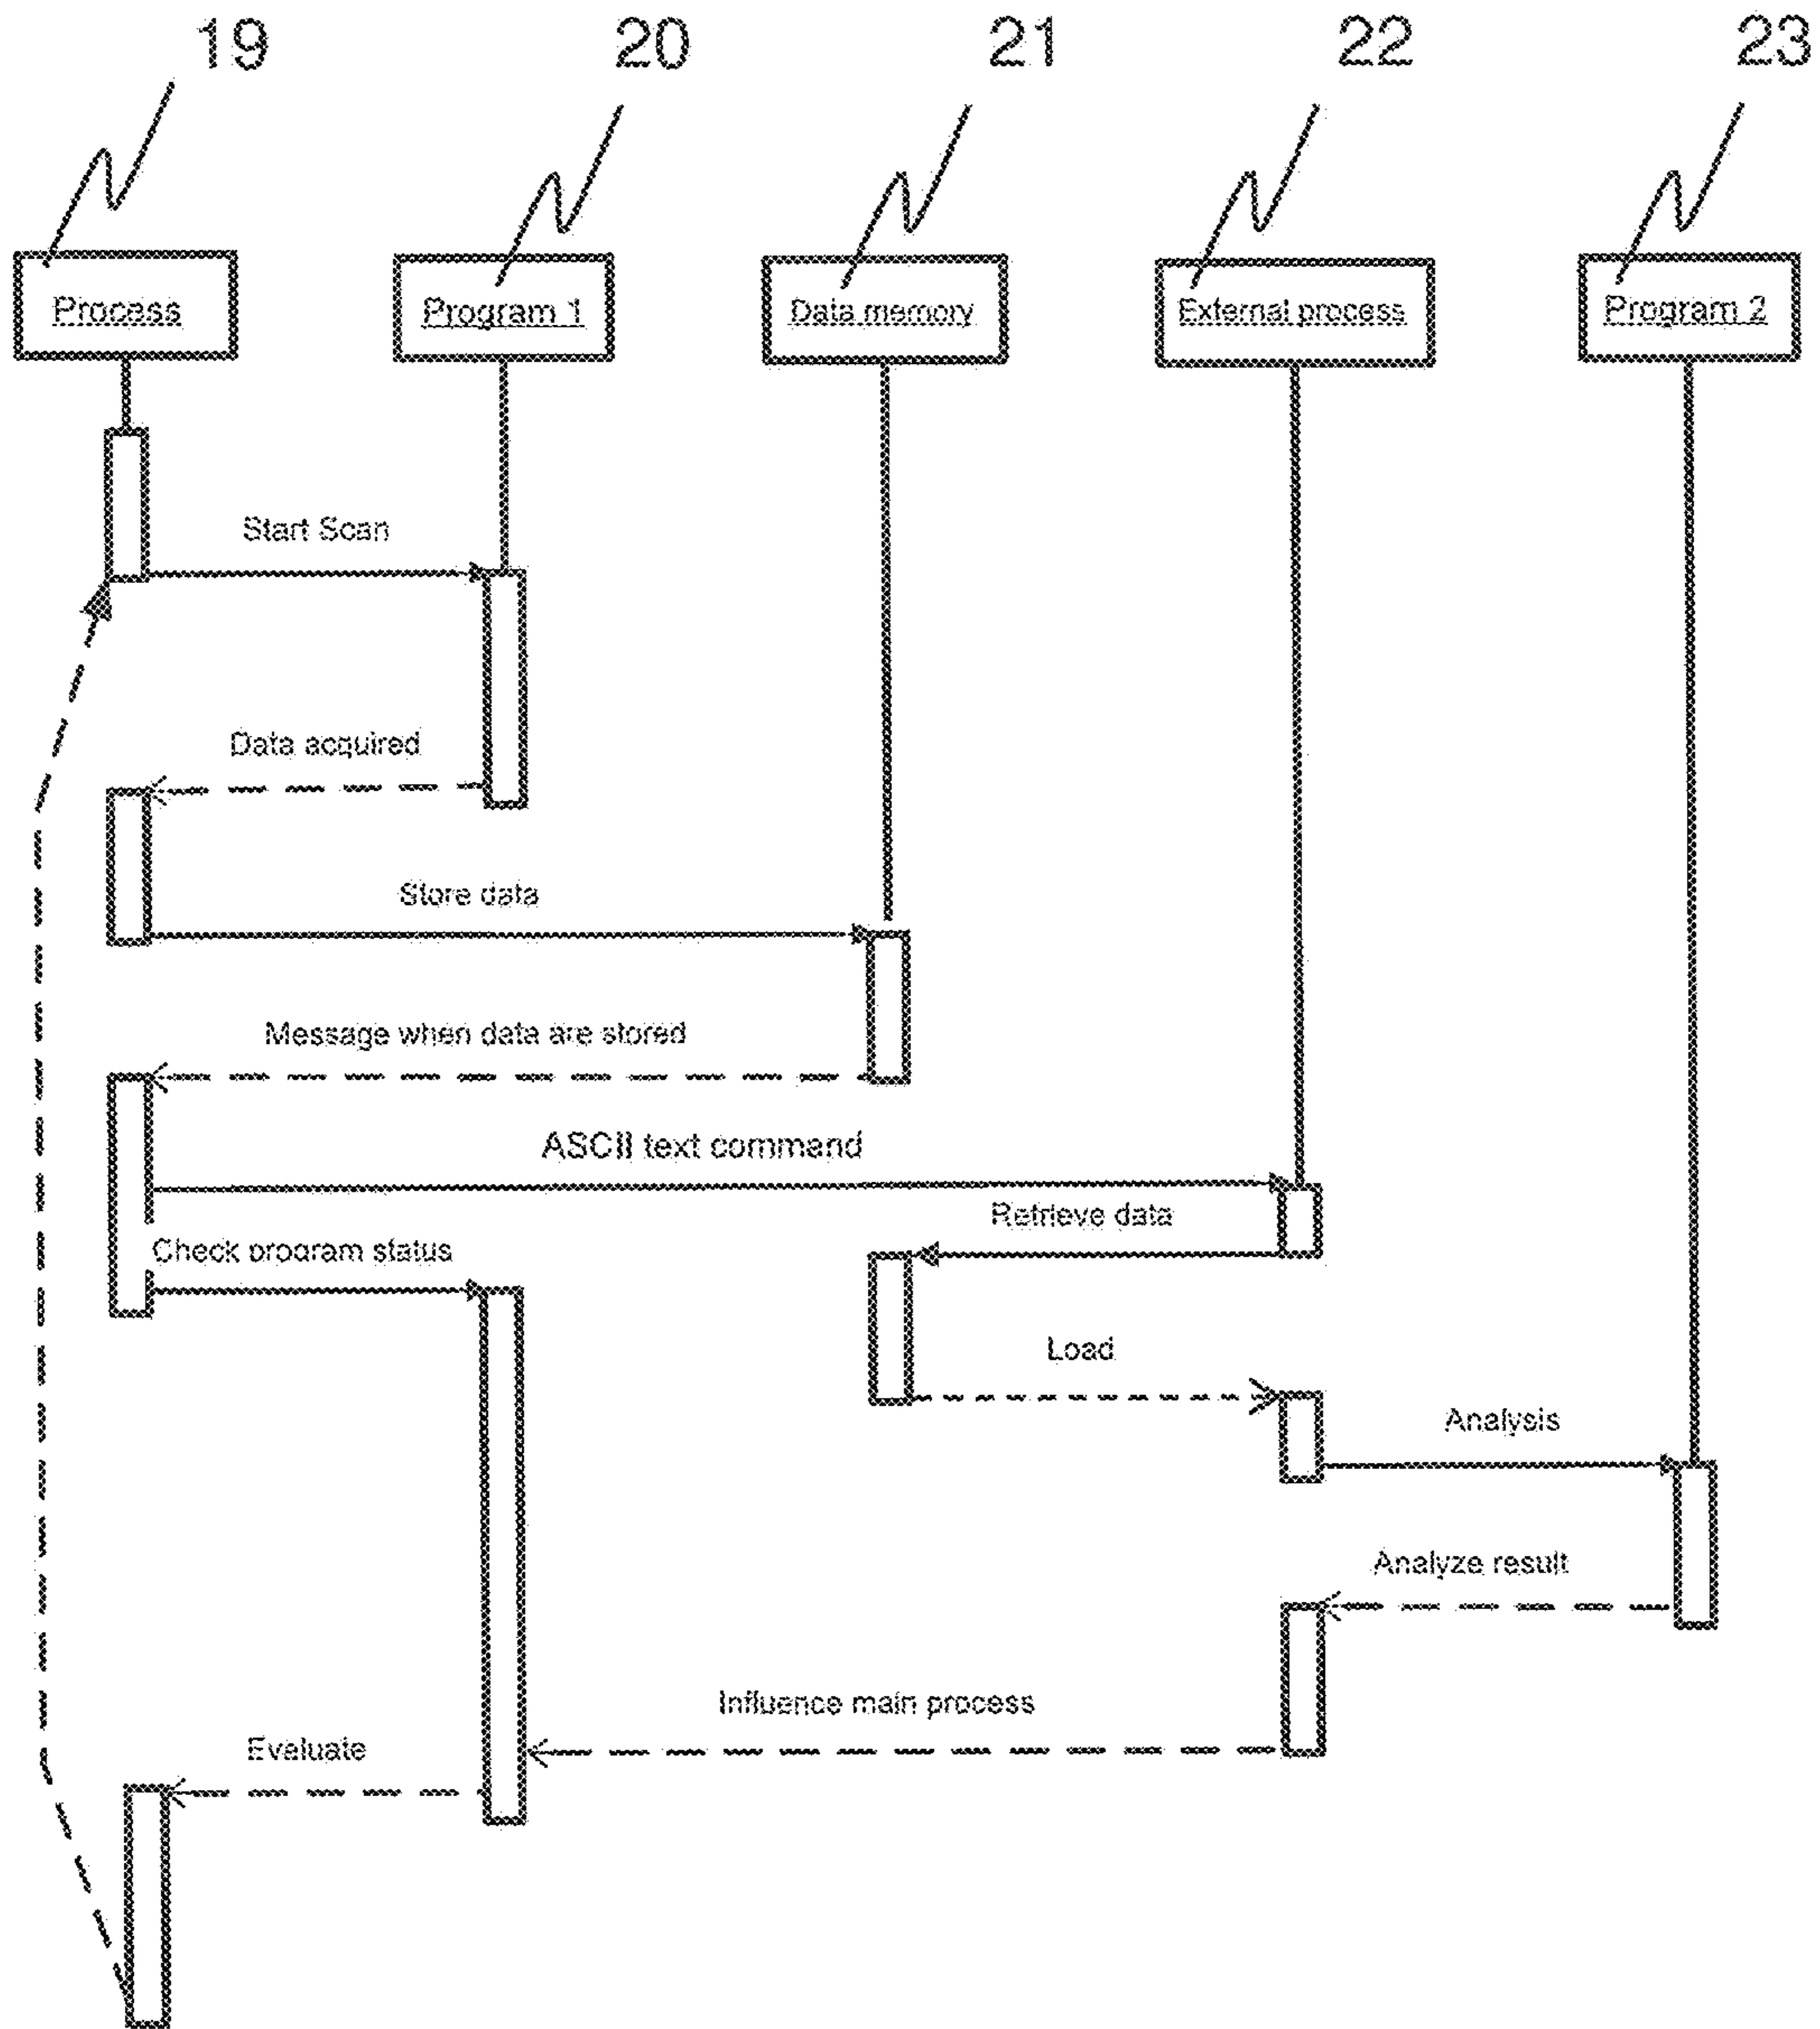 19 20 21 22 23
Process Program 1 Data memory External process Program 2
Start Scan
Data acquired
Store data
Message when data are stored
ASCII text command
Retrieve data
Check program status
Load
Analysis
Analyze result
Influence main process
Evaluate